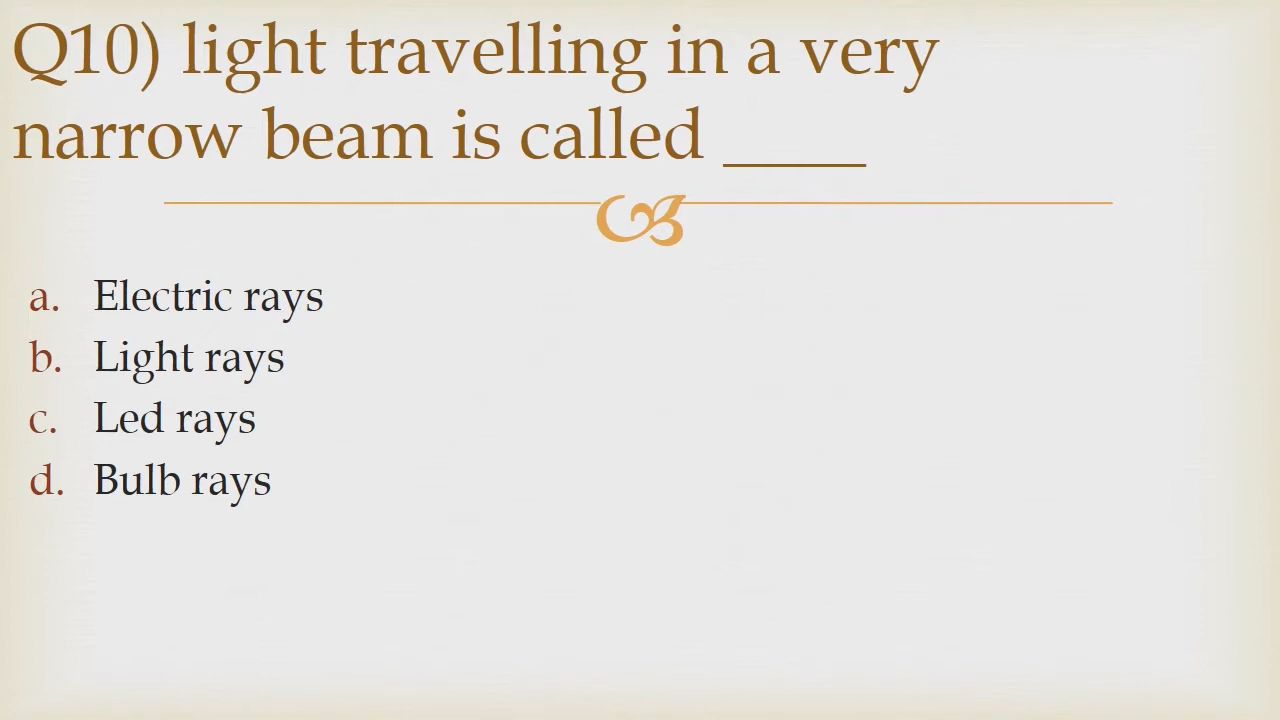 Q10) light travelling in a very
narrow beam is called ____
a. Electric rays
b. Light rays
c. Led rays
d. Bulb rays